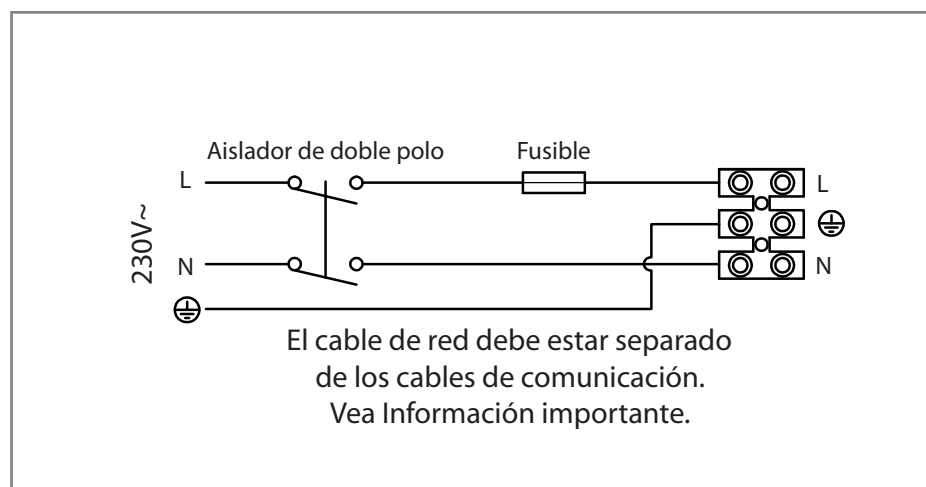 Aislador de doble polo Fusible
L L
230V~
N N
El cable de red debe estar separado
de los cables de comunicación.
Vea Información importante.